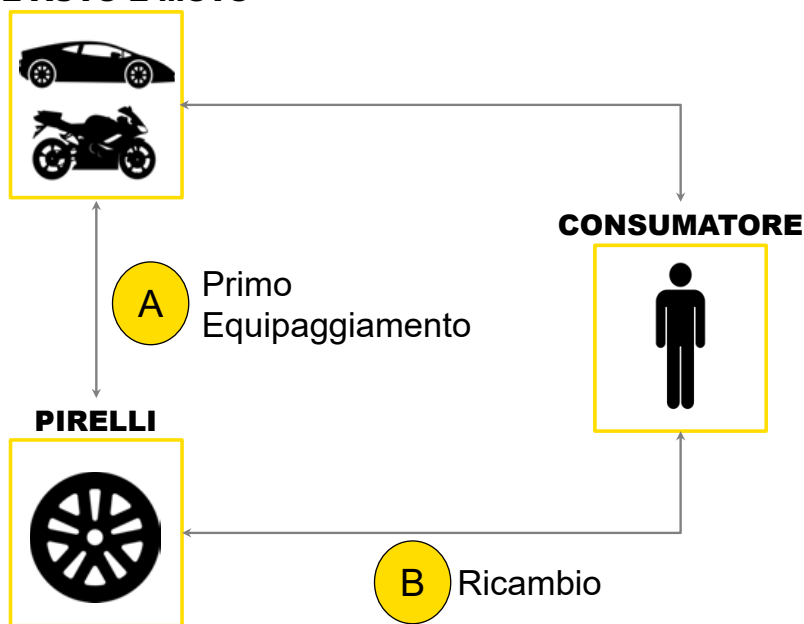 CONSUMATORE
A
Primo
Equipaggiamento
PIRELLI
B
Ricambio